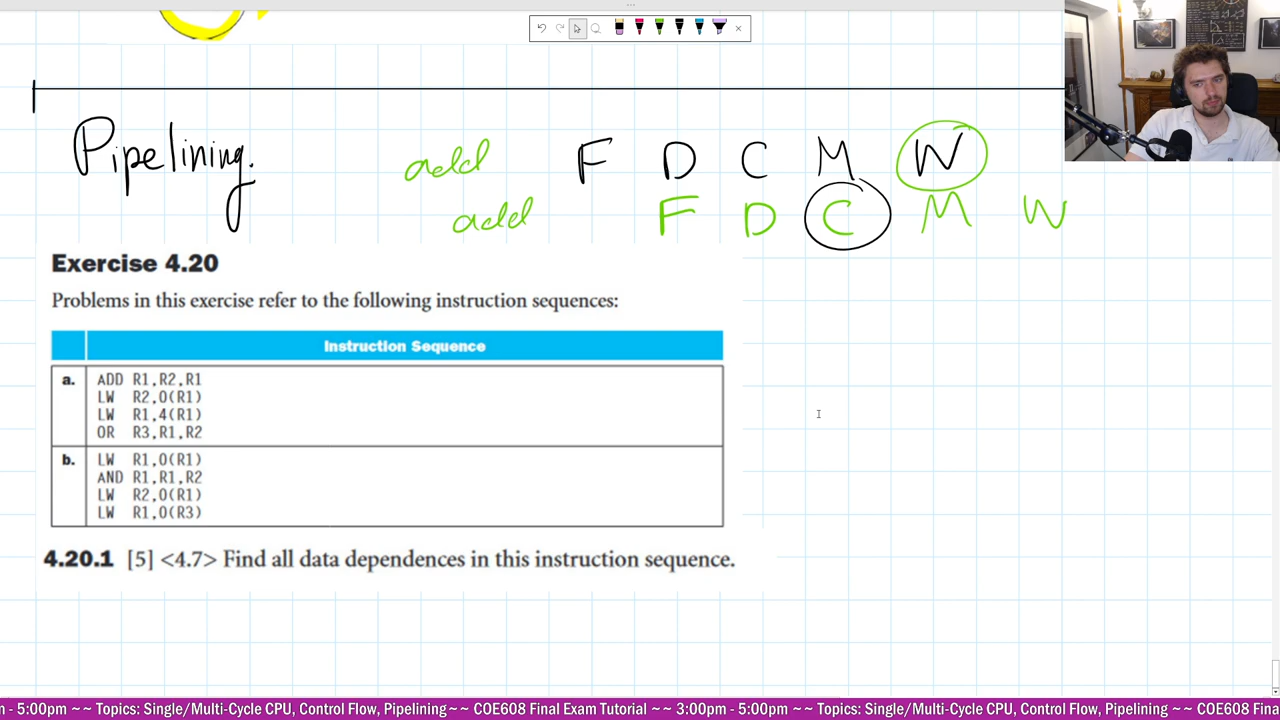 Pipelining.
add F D C M W
add F D C M W
Exercise 4.20
Problems in this exercise refer to the following instruction sequences:
Instruction Sequence
a. ADD R1,R2,R1
LW R2,0(R1)
LW R1,4(R1)
OR R3,R1,R2
b. LW R1,0(R1)
AND R1,R1,R2
LW R2,0(R1)
LW R1,0(R3)
4.20.1 [5] <4.7> Find all data dependences in this instruction sequence.
m - 5:00pm ~~ Topics: Single/Multi-Cycle CPU, Control Flow, Pipelining ~~ COE608 Final Exam Tutorial ~~ 3:00pm - 5:00pm ~~ Topics: Single/Multi-Cycle CPU, Control Flow, Pipelining ~~ COE608 Fina